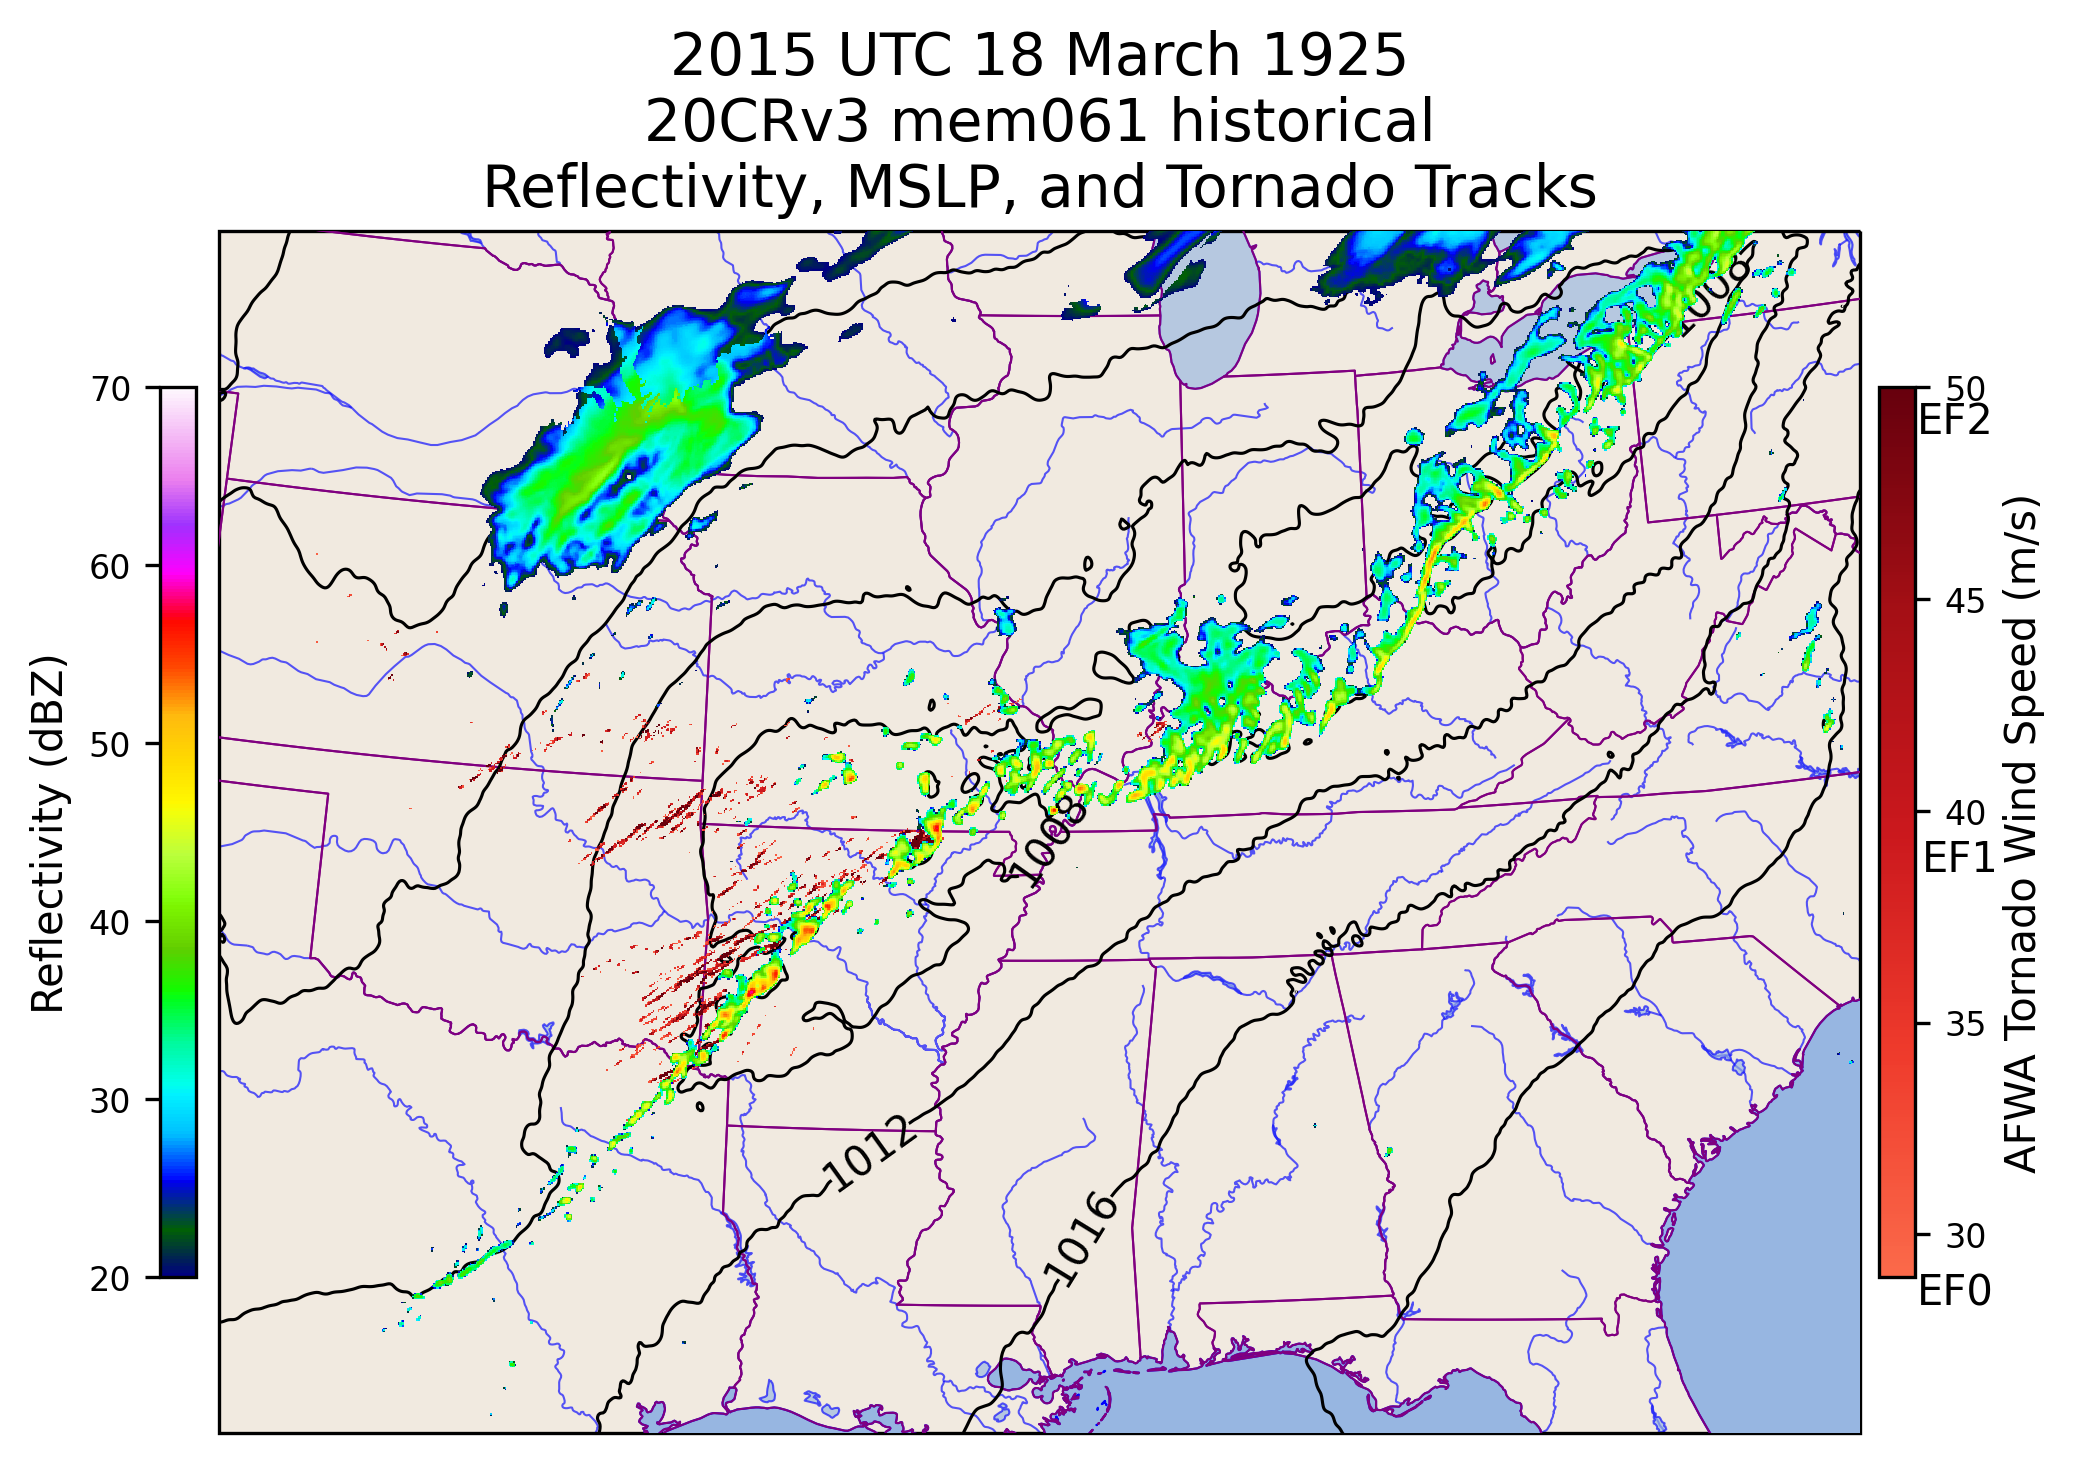 2015 UTC 18 March 1925
20CRv3 mem061 historical
Reflectivity, MSLP, and Tornado Tracks
Reflectivity (dBZ)
70
60
50
40
30
20
1008
1008
1012
1016
50
EF2
45
40
EF1
35
30
EF0
AFWA Tornado Wind Speed (m/s)